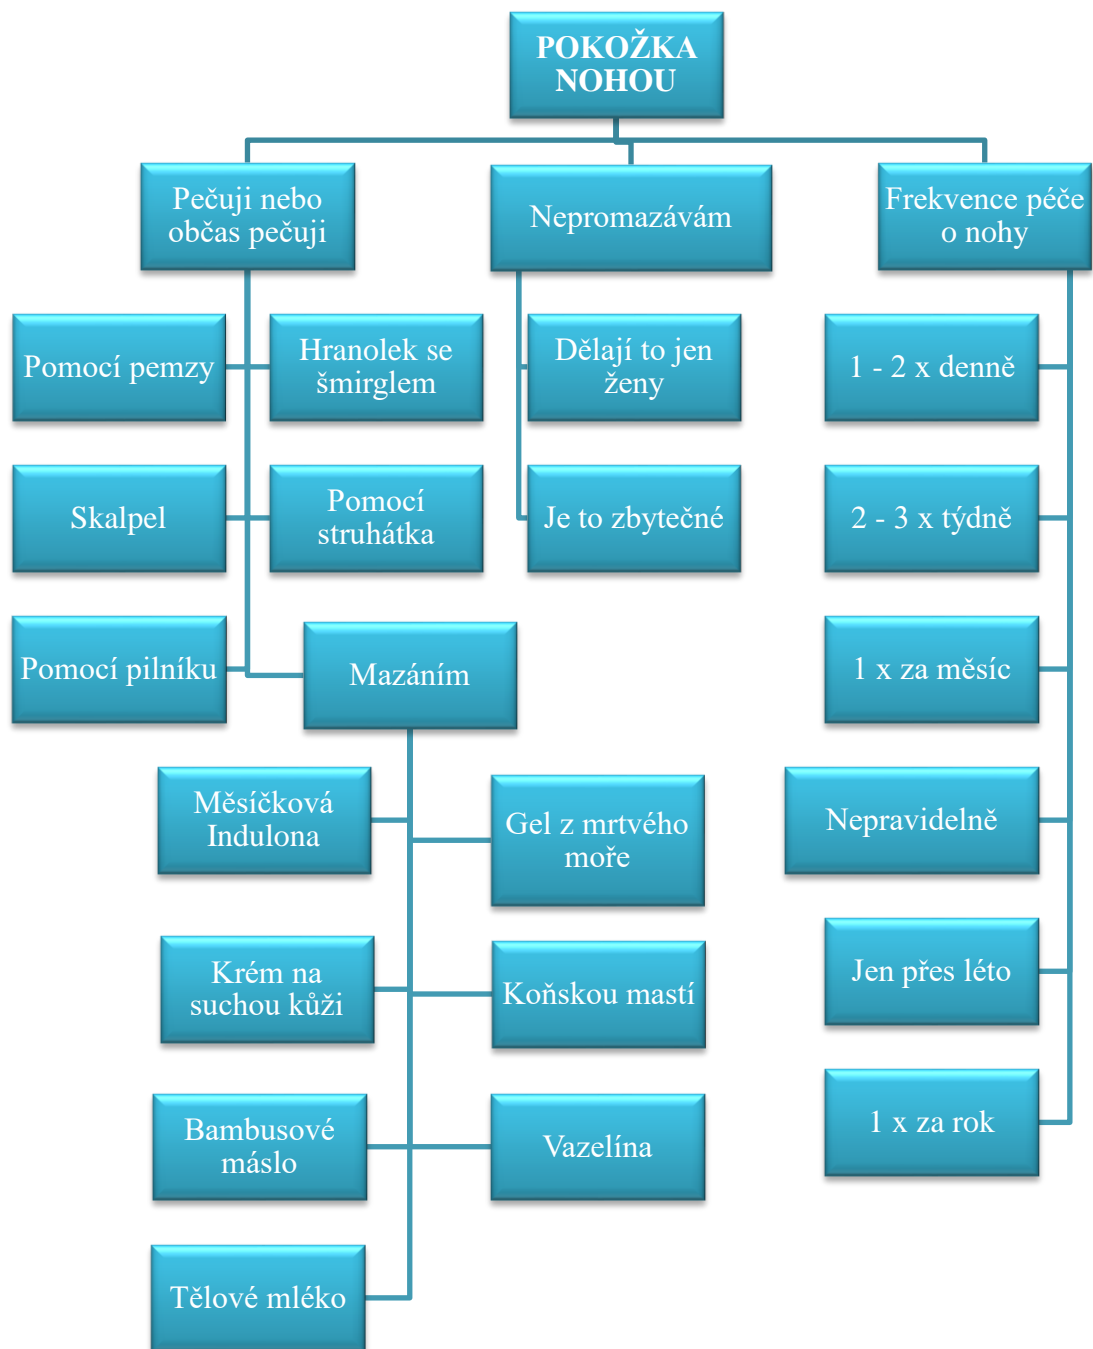 POKOŽKA
NOHOU
Pečuji nebo
občas pečuji
Nepromazávám
Frekvence péče
o nohy
Pomocí pemzy
Hranolek se
šmirglem
Dělají to jen
ženy
1 - 2 x denně
Skalpel
Pomocí
struhátka
Je to zbytečné
2 - 3 x týdně
Pomocí pilníku
Mazáním
1 x za měsíc
Měsíčková
Indulona
Gel z mrtvého
moře
Nepravidelně
Krém na
suchou kůži
Koňskou mastí
Jen přes léto
Bambusové
máslo
Vazelína
1 x za rok
Tělové mléko